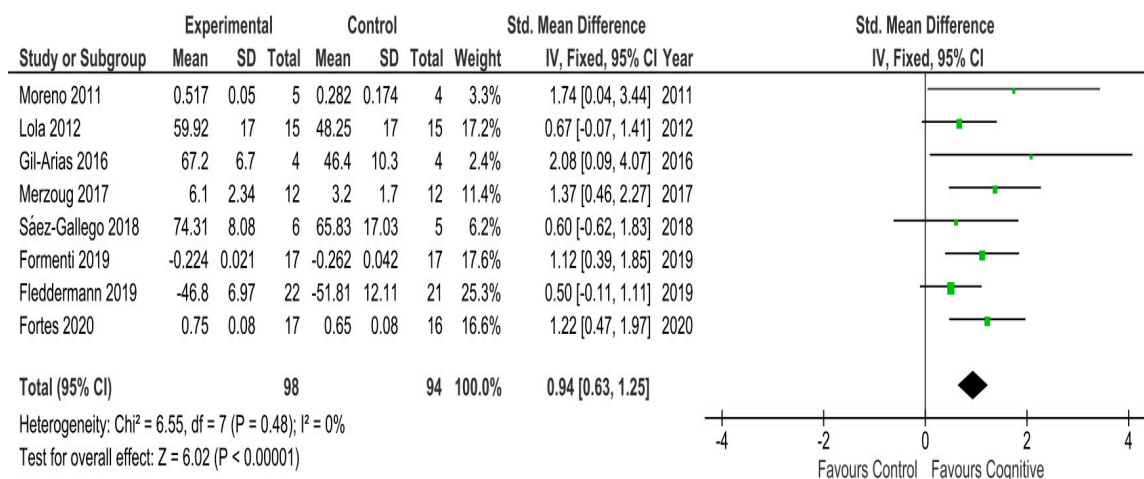 Experimental Control Std. Mean Difference Std. Mean Difference
Study or Subgroup Mean SD Total Mean SD Total Weight IV, Fixed, 95% CI Year IV, Fixed, 95% CI
Moreno 2011 0.517 0.05 5 0.282 0.174 4 3.3% 1.74 [0.04, 3.44] 2011
Lola 2012 59.92 17 15 48.25 17 15 17.2% 0.67 [-0.07, 1.41] 2012
Gil-Arias 2016 67.2 6.7 4 46.4 10.3 4 2.4% 2.08 [0.09, 4.07] 2016
Merzoug 2017 6.1 2.34 12 3.2 1.7 12 11.4% 1.37 [0.46, 2.27] 2017
Sáez-Gallego 2018 74.31 8.08 6 65.83 17.03 5 6.2% 0.60 [-0.62, 1.83] 2018
Formenti 2019 -0.224 0.021 17 -0.262 0.042 17 17.6% 1.12 [0.39, 1.85] 2019
Fleddermann 2019 -46.8 6.97 22 -51.81 12.11 21 25.3% 0.50 [-0.11, 1.11] 2019
Fortes 2020 0.75 0.08 17 0.65 0.08 16 16.6% 1.22 [0.47, 1.97] 2020
Total (95% CI) 98 94 100.0% 0.94 [0.63, 1.25]
Heterogeneity: Chi² = 6.55, df = 7 (P = 0.48); I² = 0%
Test for overall effect: Z = 6.02 (P < 0.00001)
-4 -2 0 2 4
Favours Control Favours Cognitive